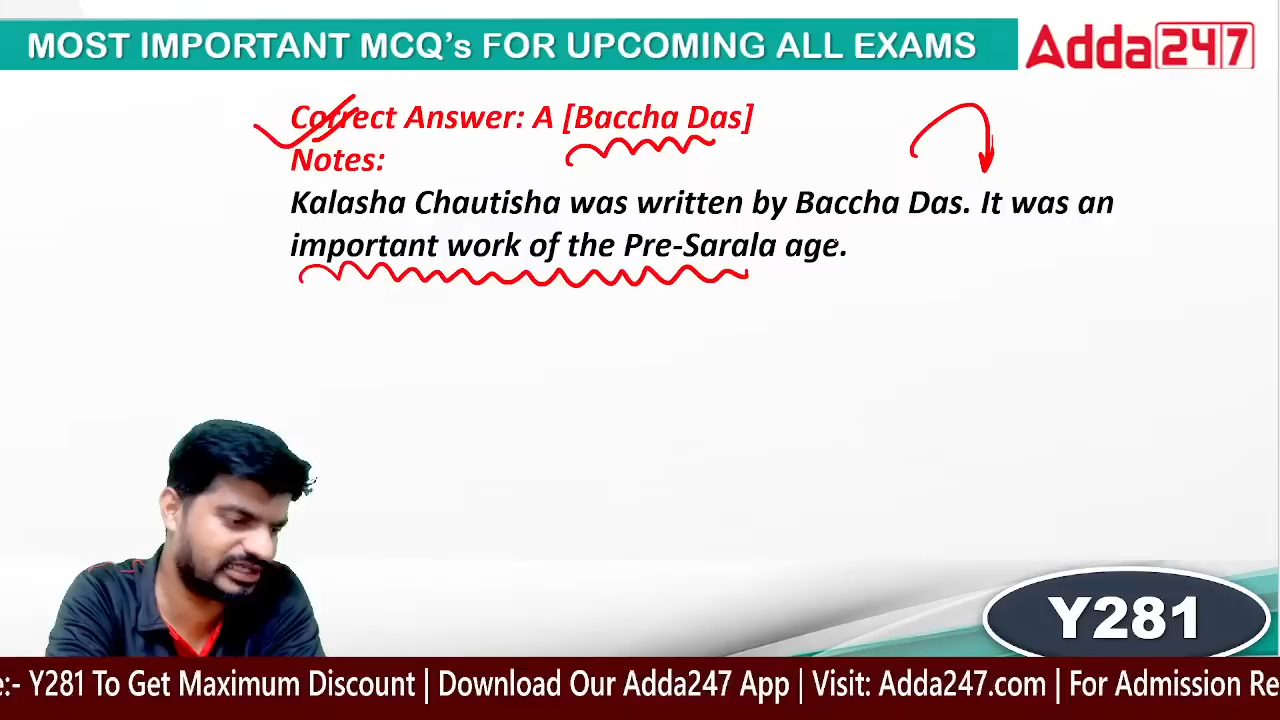 MOST IMPORTANT MCQ's FOR UPCOMING ALL EXAMS
Adda247
Correct Answer: A [Baccha Das]
Notes:
Kalasha Chautisha was written by Baccha Das. It was an
important work of the Pre-Sarala age.
Y281
e:- Y281 To Get Maximum Discount | Download Our Adda247 App | Visit: Adda247.com | For Admission Re